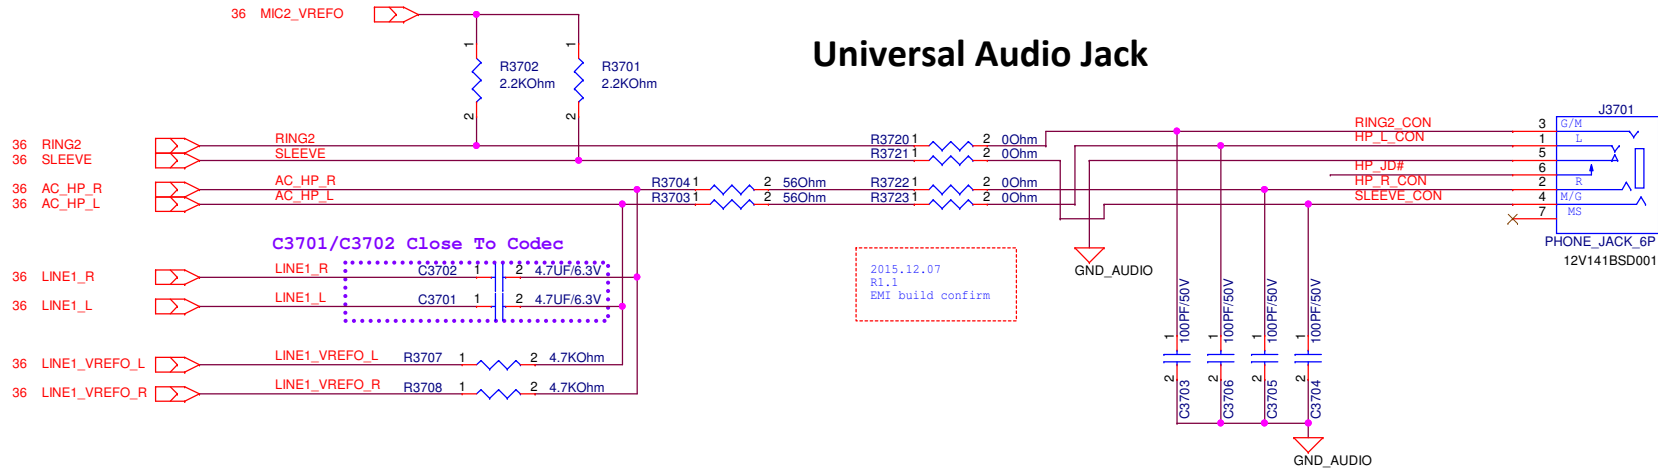 36 MIC2_VREFO
Universal Audio Jack
1 1
R3702 R3701
2.2KOhm 2.2KOhm
2 2
J3701
36 RING2 RING2 R3720 1 2 0Ohm RING2_CON 3 G/M
HP_L_CON 1 L
36 SLEEVE SLEEVE R3721 1 2 0Ohm 5
HP_JD# 6
36 AC_HP_R AC_HP_R R3704 1 2 56Ohm R3722 1 2 0Ohm HP_R_CON 2 R
36 AC_HP_L AC_HP_L R3703 1 2 56Ohm R3723 1 2 0Ohm SLEEVE_CON 4 M/G
7 MS
PHONE_JACK_6P
12V141BSD001
C3701/C3702 Close To Codec
GND_AUDIO
36 LINE1_R LINE1_R C3702 1 2 4.7UF/6.3V
36 LINE1_L LINE1_L C3701 1 2 4.7UF/6.3V
2015.12.07
R1.1
EMI build confirm
36 LINE1_VREFO_L LINE1_VREFO_L R3707 1 2 4.7KOhm
36 LINE1_VREFO_R LINE1_VREFO_R R3708 1 2 4.7KOhm
1 100PF/50V 1 100PF/50V 1 100PF/50V 1 100PF/50V
2 C3703 2 C3706 2 C3705 2 C3704
GND_AUDIO